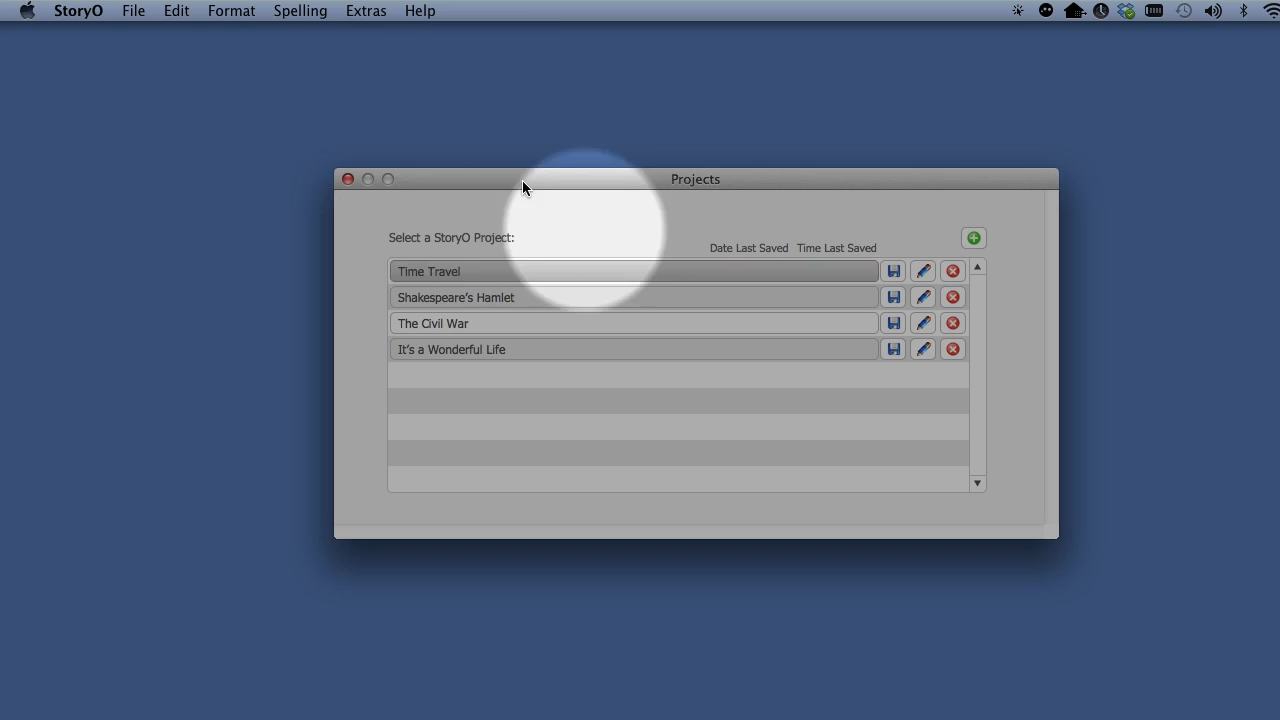 StoryO File Edit Format Spelling Extras Help
Projects
Select a StoryO Project:
Date Last Saved Time Last Saved
Time Travel
Shakespeare's Hamlet
The Civil War
It's a Wonderful Life